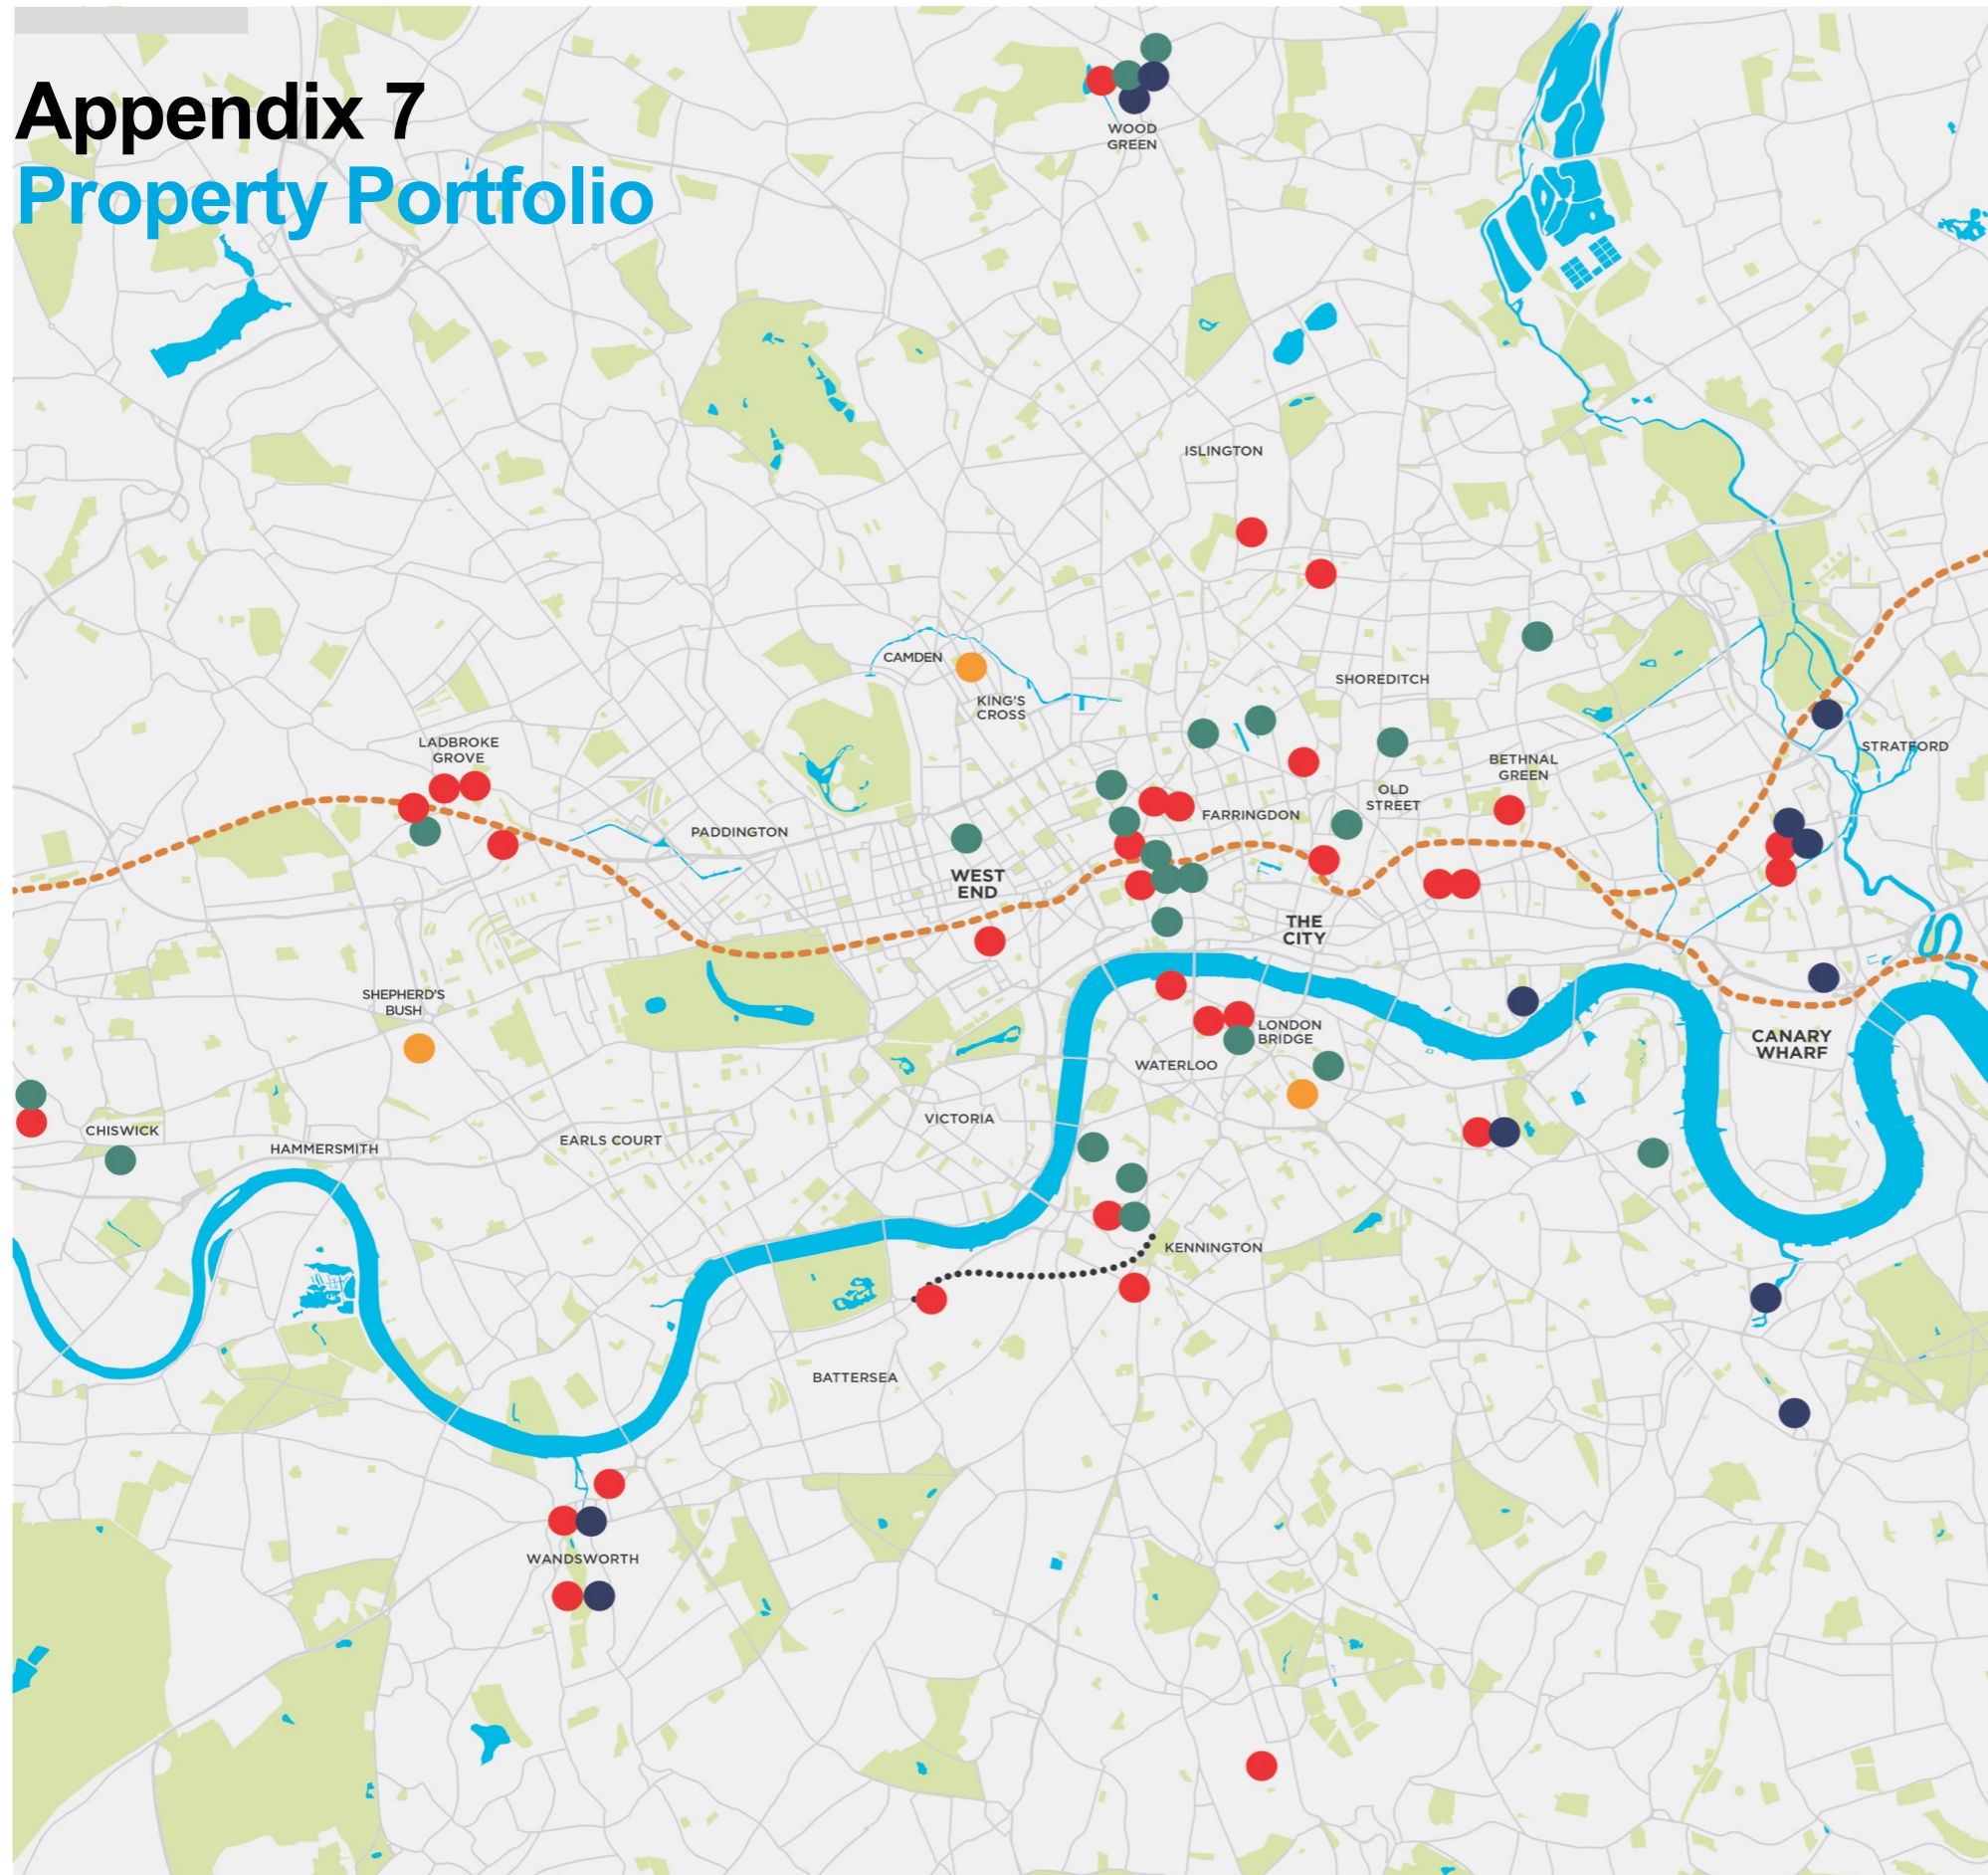 Appendix 7
Property Portfolio
WOOD
GREEN
ISLINGTON
CAMDEN
KING'S
CROSS
SHOREDITCH
LADBROKE
GROVE
STRATFORD
BETHNAL
GREEN
OLD
STREET
FARRINGDON
PADDINGTON
WEST
END
THE
CITY
SHEPHERD'S
BUSH
LONDON
BRIDGE
CANARY
WHARF
WATERLOO
VICTORIA
CHISWICK
EARLS COURT
HAMMERSMITH
KENNINGTON
BATTERSEA
WANDSWORTH